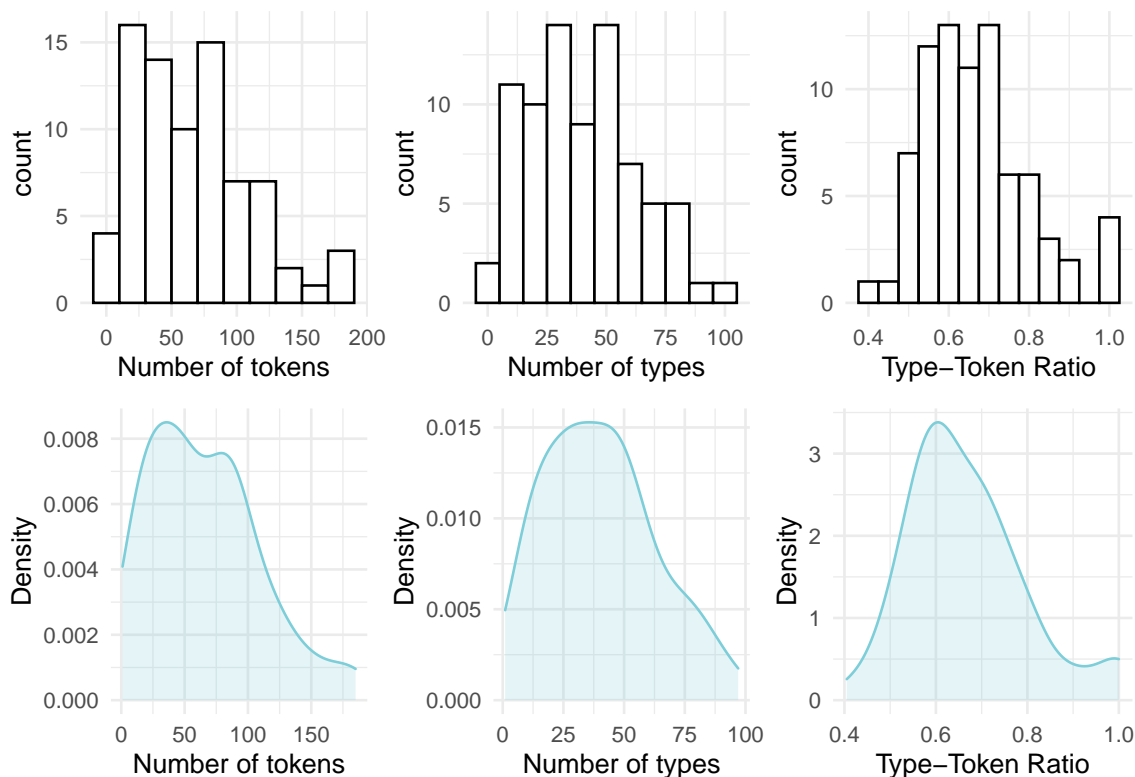 count
15
10
5
0
0 50 100 150 200
Number of tokens
count
10
5
0
0 25 50 75 100
Number of types
count
10
5
0
0.4 0.6 0.8 1.0
Type−Token Ratio
Density
0.008
0.006
0.004
0.002
0.000
0 50 100 150
Number of tokens
Density
0.015
0.010
0.005
0.000
0 25 50 75 100
Number of types
Density
3
2
1
0
0.4 0.6 0.8 1.0
Type−Token Ratio